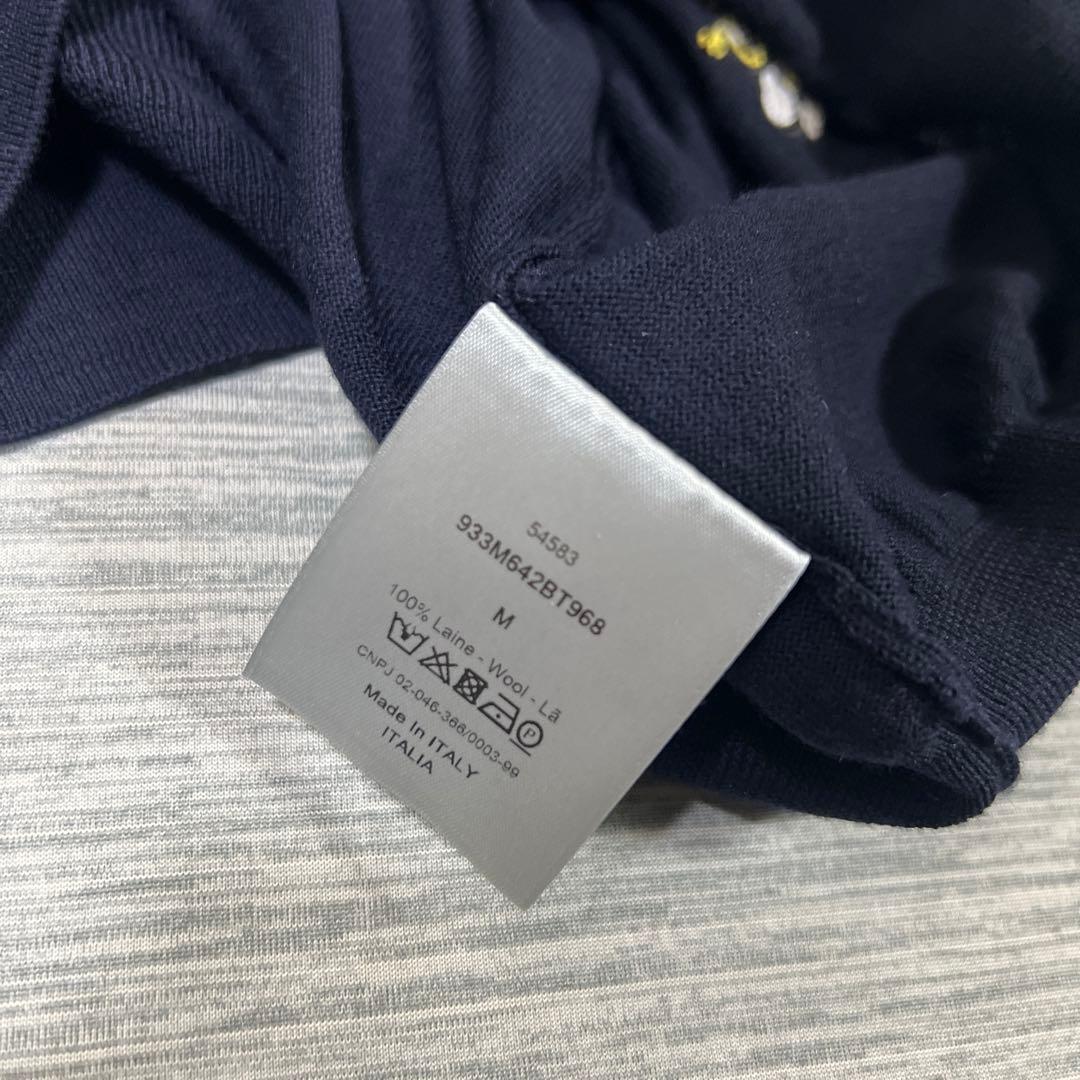 54583
933M642BT968
M
100% Laine - Wool - Lã
P
CNPJ 02-046-366/0003-99
Made In ITALY
ITALIA